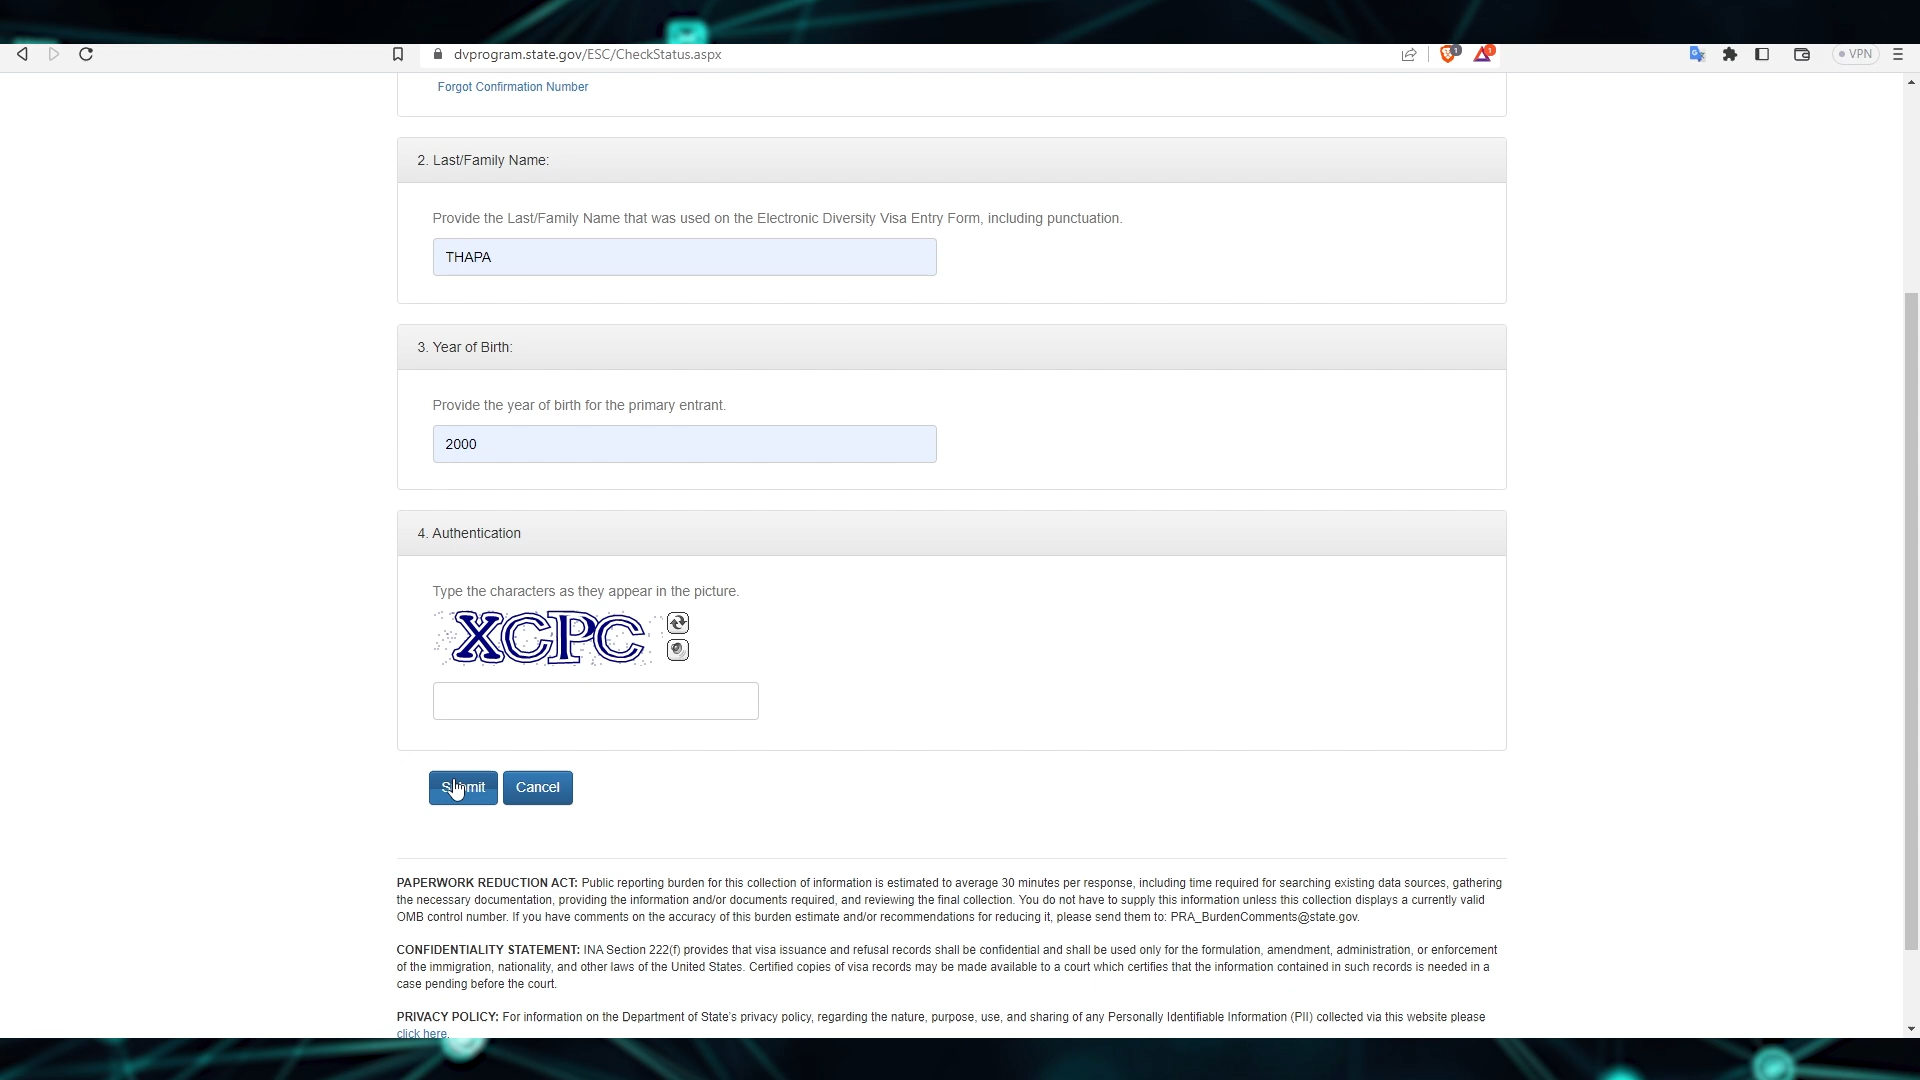 dvprogram.state.gov/ESC/CheckStatus.aspx
1
1
VPN
Forgot Confirmation Number
2. Last/Family Name:
Provide the Last/Family Name that was used on the Electronic Diversity Visa Entry Form, including punctuation.
THAPA
3. Year of Birth:
Provide the year of birth for the primary entrant.
2000
4. Authentication
Type the characters as they appear in the picture.
XCPC
Submit Cancel
PAPERWORK REDUCTION ACT: Public reporting burden for this collection of information is estimated to average 30 minutes per response, including time required for searching existing data sources, gathering
the necessary documentation, providing the information and/or documents required, and reviewing the final collection. You do not have to supply this information unless this collection displays a currently valid
OMB control number. If you have comments on the accuracy of this burden estimate and/or recommendations for reducing it, please send them to: PRA_BurdenComments@state.gov.
CONFIDENTIALITY STATEMENT: INA Section 222(f) provides that visa issuance and refusal records shall be confidential and shall be used only for the formulation, amendment, administration, or enforcement
of the immigration, nationality, and other laws of the United States. Certified copies of visa records may be made available to a court which certifies that the information contained in such records is needed in a
case pending before the court.
PRIVACY POLICY: For information on the Department of State's privacy policy, regarding the nature, purpose, use, and sharing of any Personally Identifiable Information (PII) collected via this website please
click here.